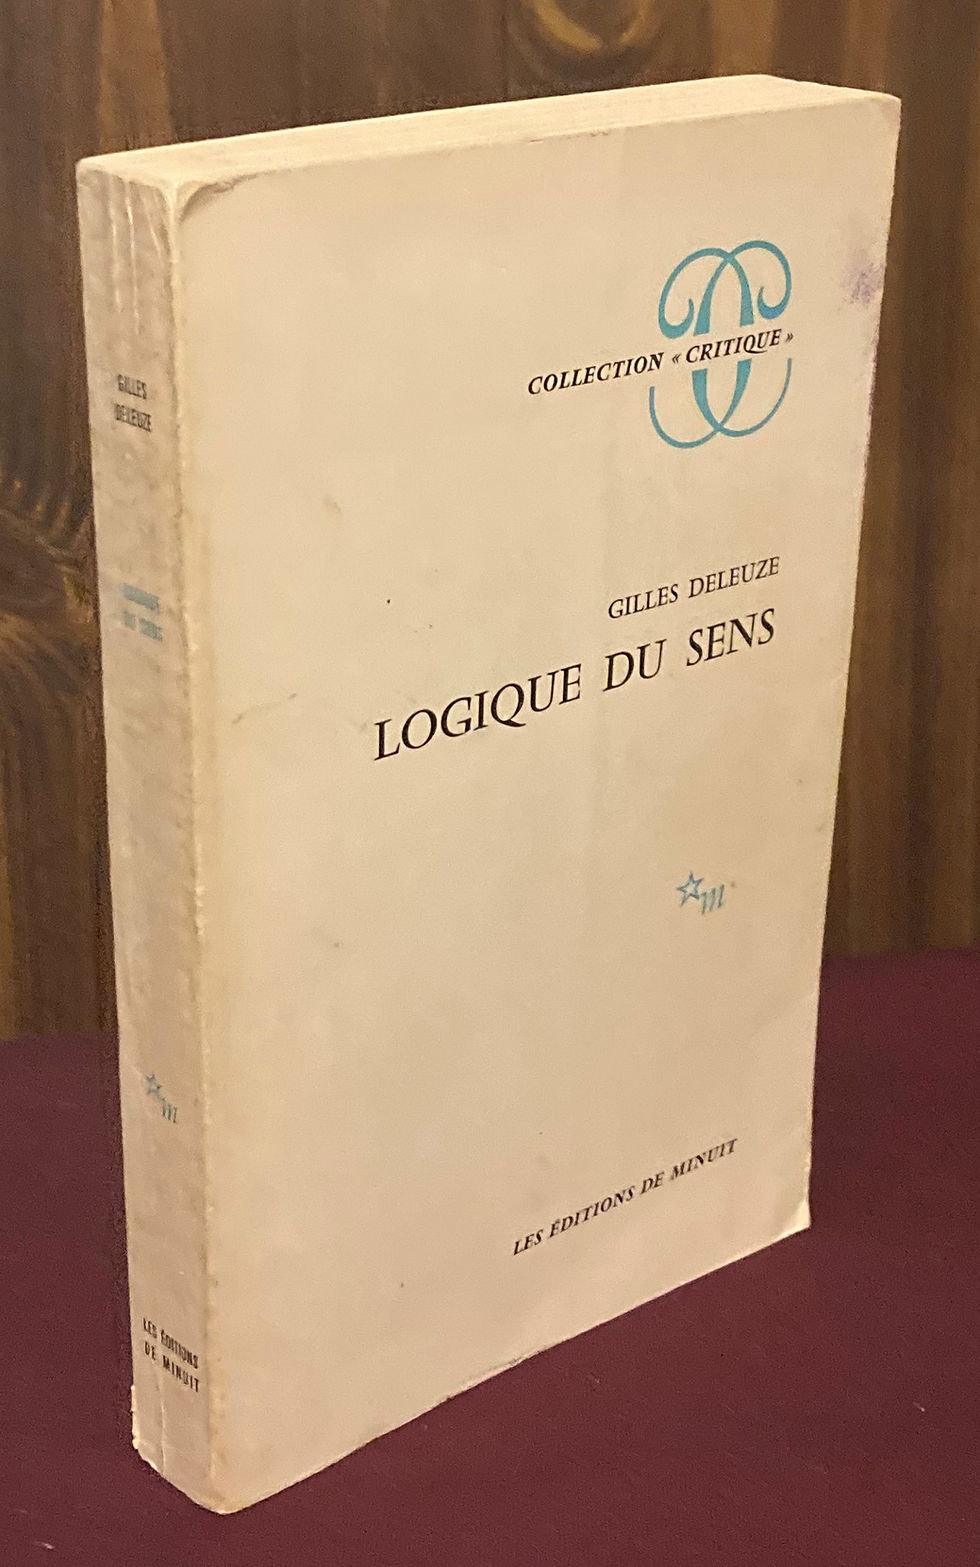 COLLECTION « CRITIQUE »
GILLES DELEUZE
LOGIQUE DU SENS
m
LES ÉDITIONS DE MINUIT
GILLES
DELEUZE
LOGIQUE
DU SENS
m
LES ÉDITIONS
DE MINUIT